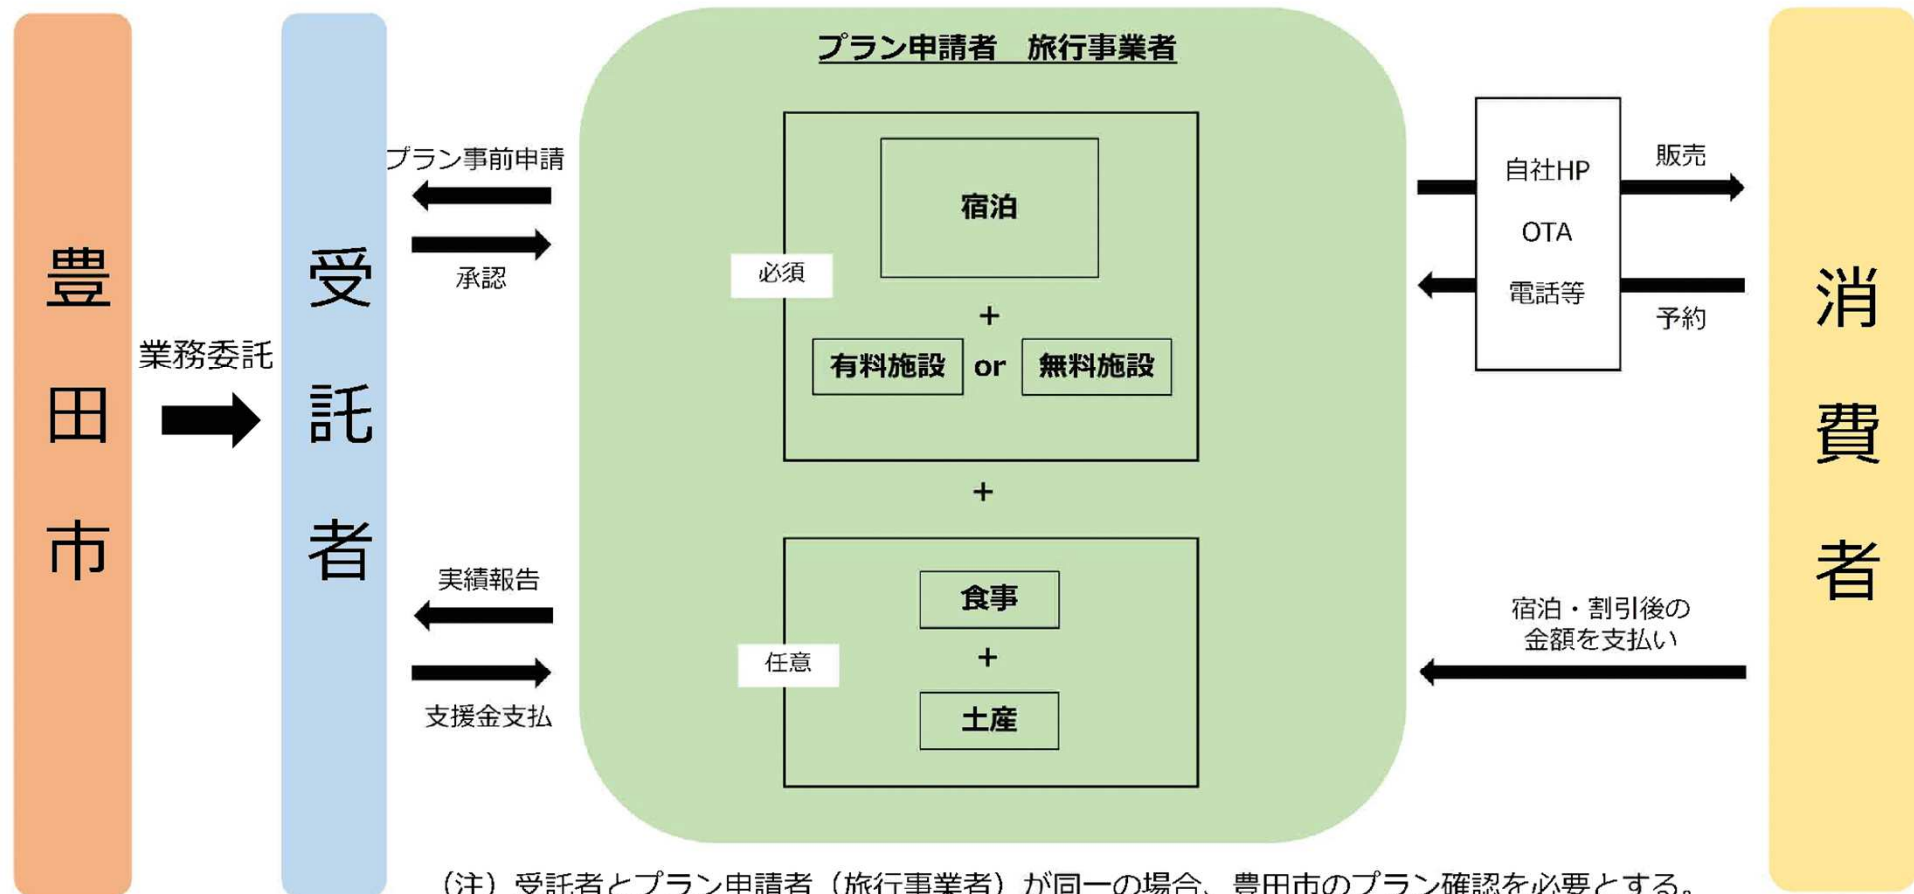 豊田市
業務委託
受託者
プラン事前申請
承認
実績報告
支援金支払
プラン申請者　旅行事業者
必須
宿泊
+
有料施設 or 無料施設
+
任意
食事
+
土産
自社HP
OTA
電話等
販売
予約
宿泊・割引後の
金額を支払い
消費者
（注）受託者とプラン申請者（旅行事業者）が同一の場合、豊田市のプラン確認を必要とする。